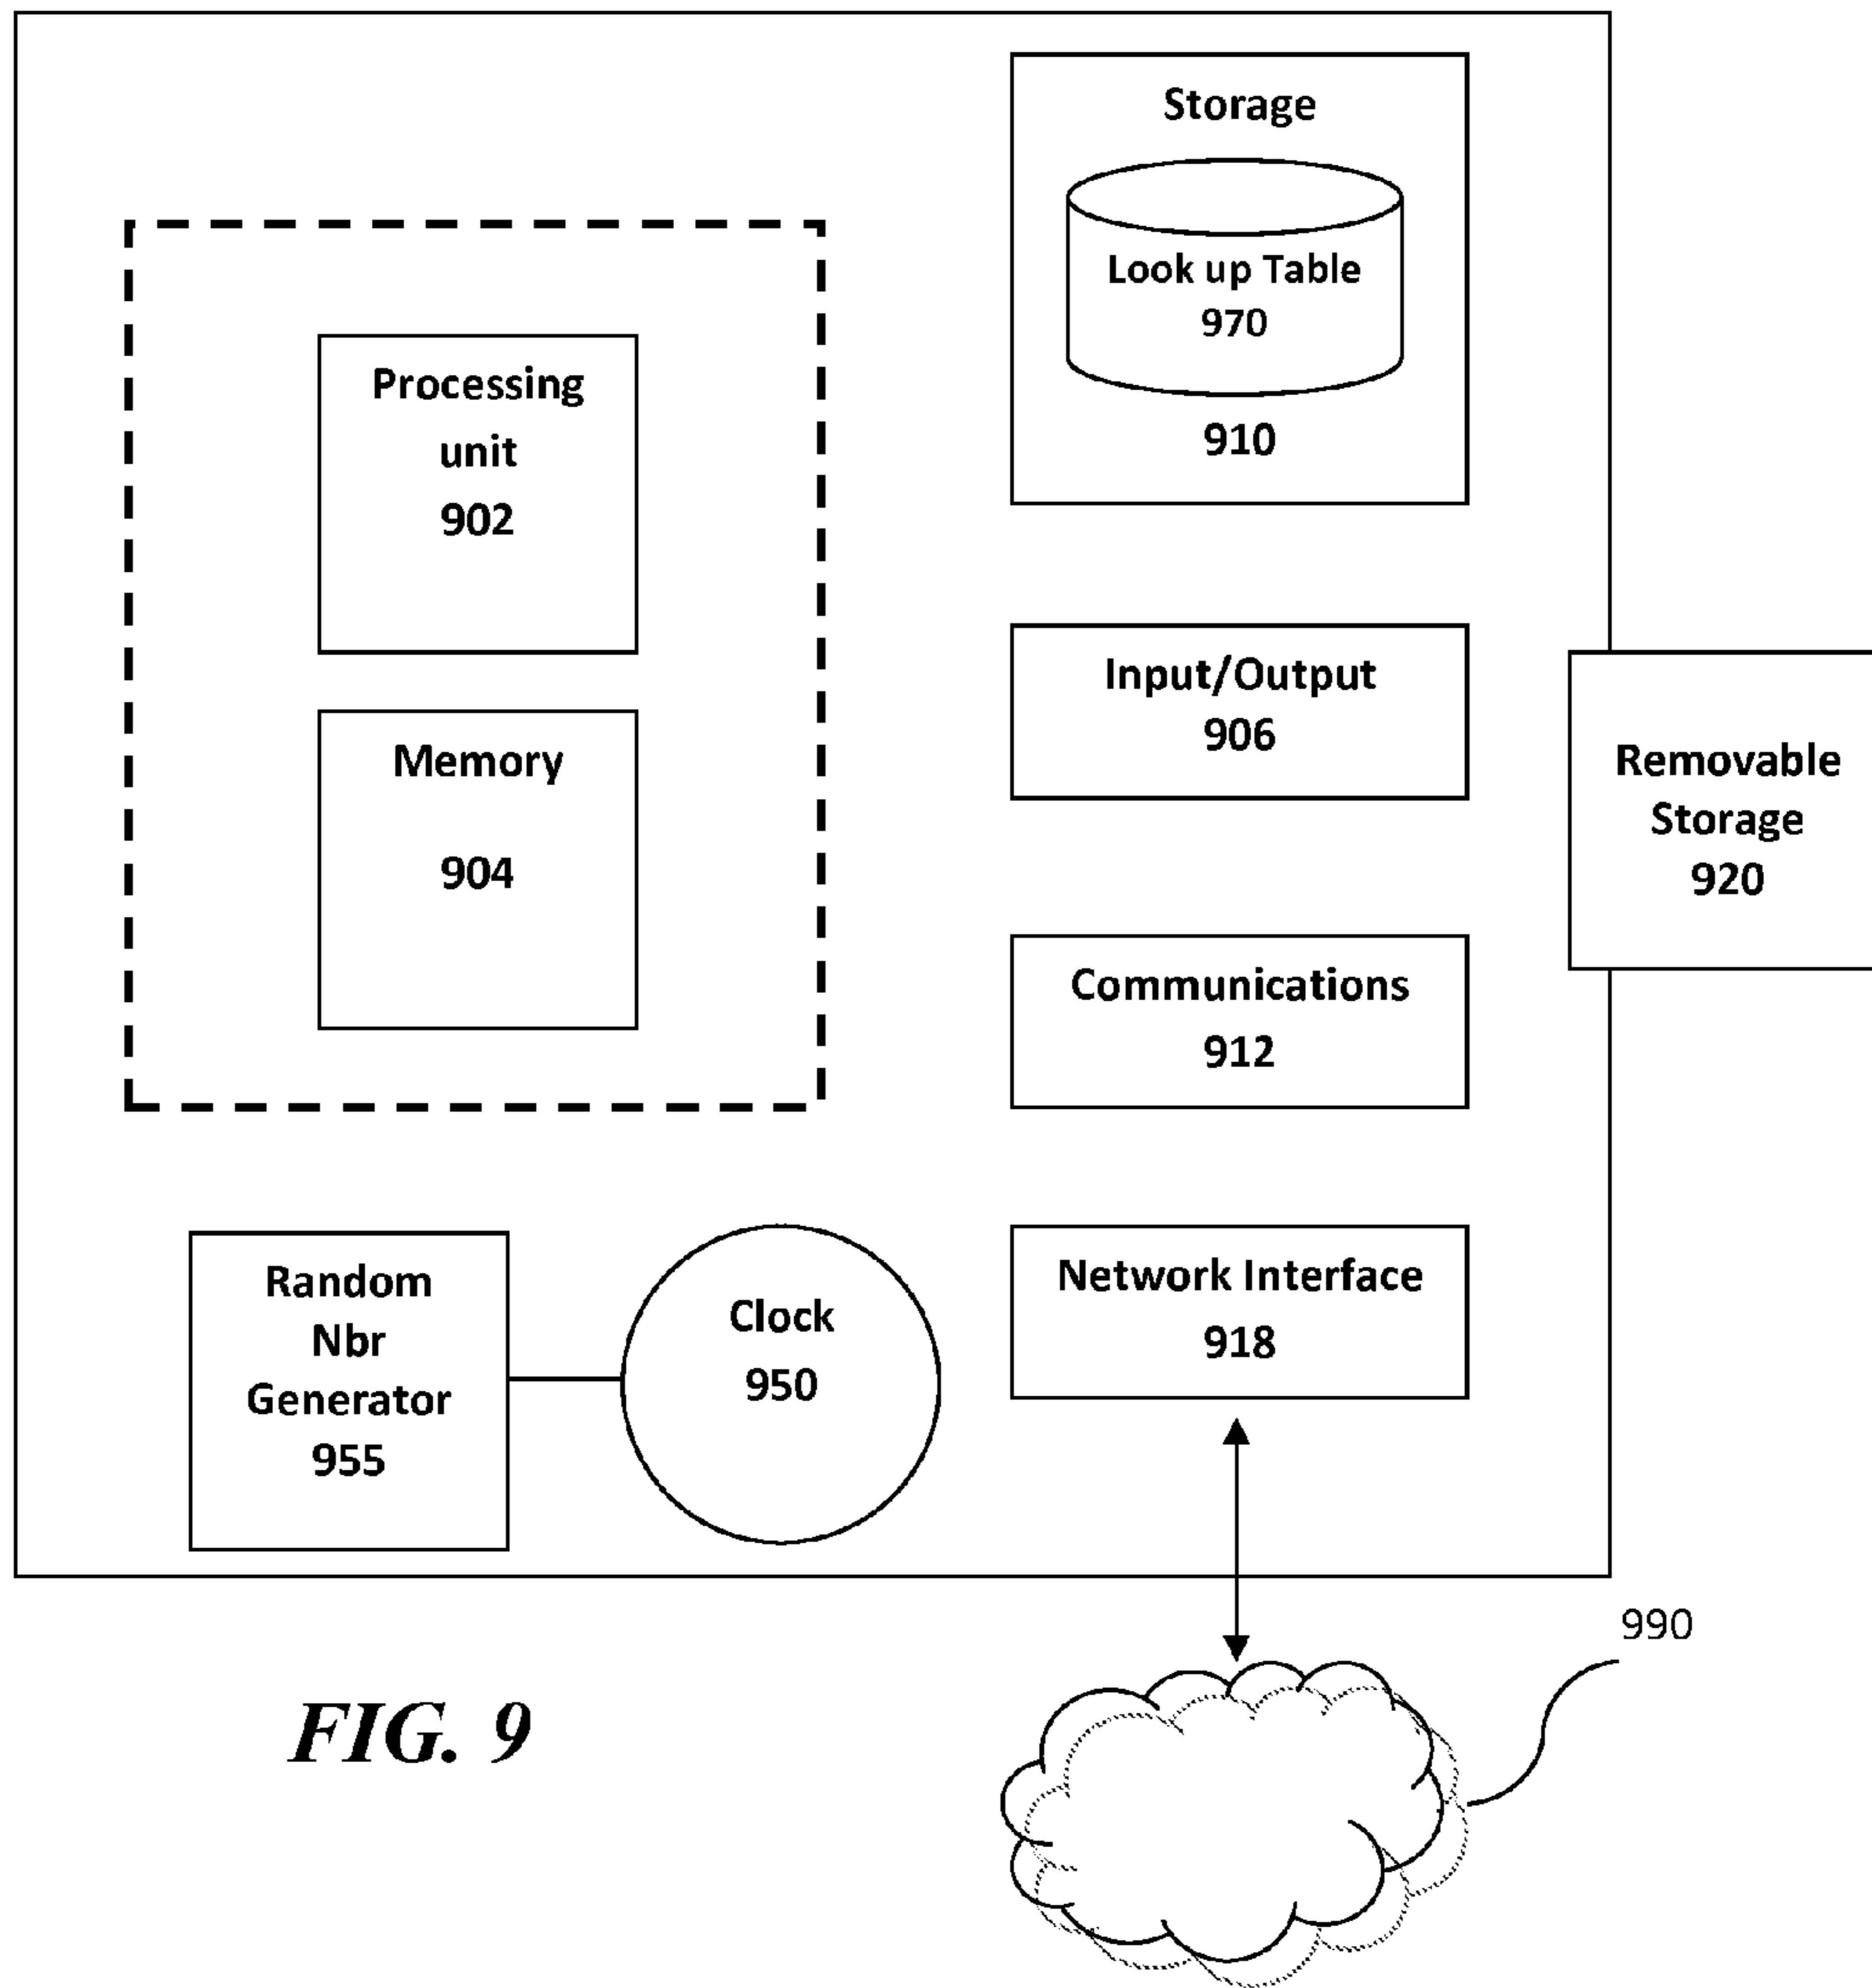 Storage
Look up Table
970
910
Processing
unit
902
Memory
904
Input/Output
906
Removable
Storage
920
Communications
912
Random
Nbr
Generator
955
Clock
950
Network Interface
918
990
FIG. 9